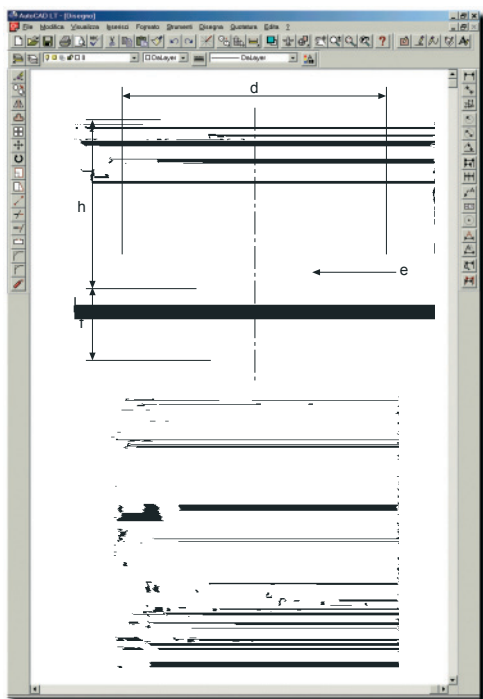 AutoCAD LT - [Disegno]
File Modifica Visualizza Inserisci Formato Strumenti Disegna Quotatura Edita ?
DaLayer DaLayer
d
h
e
f